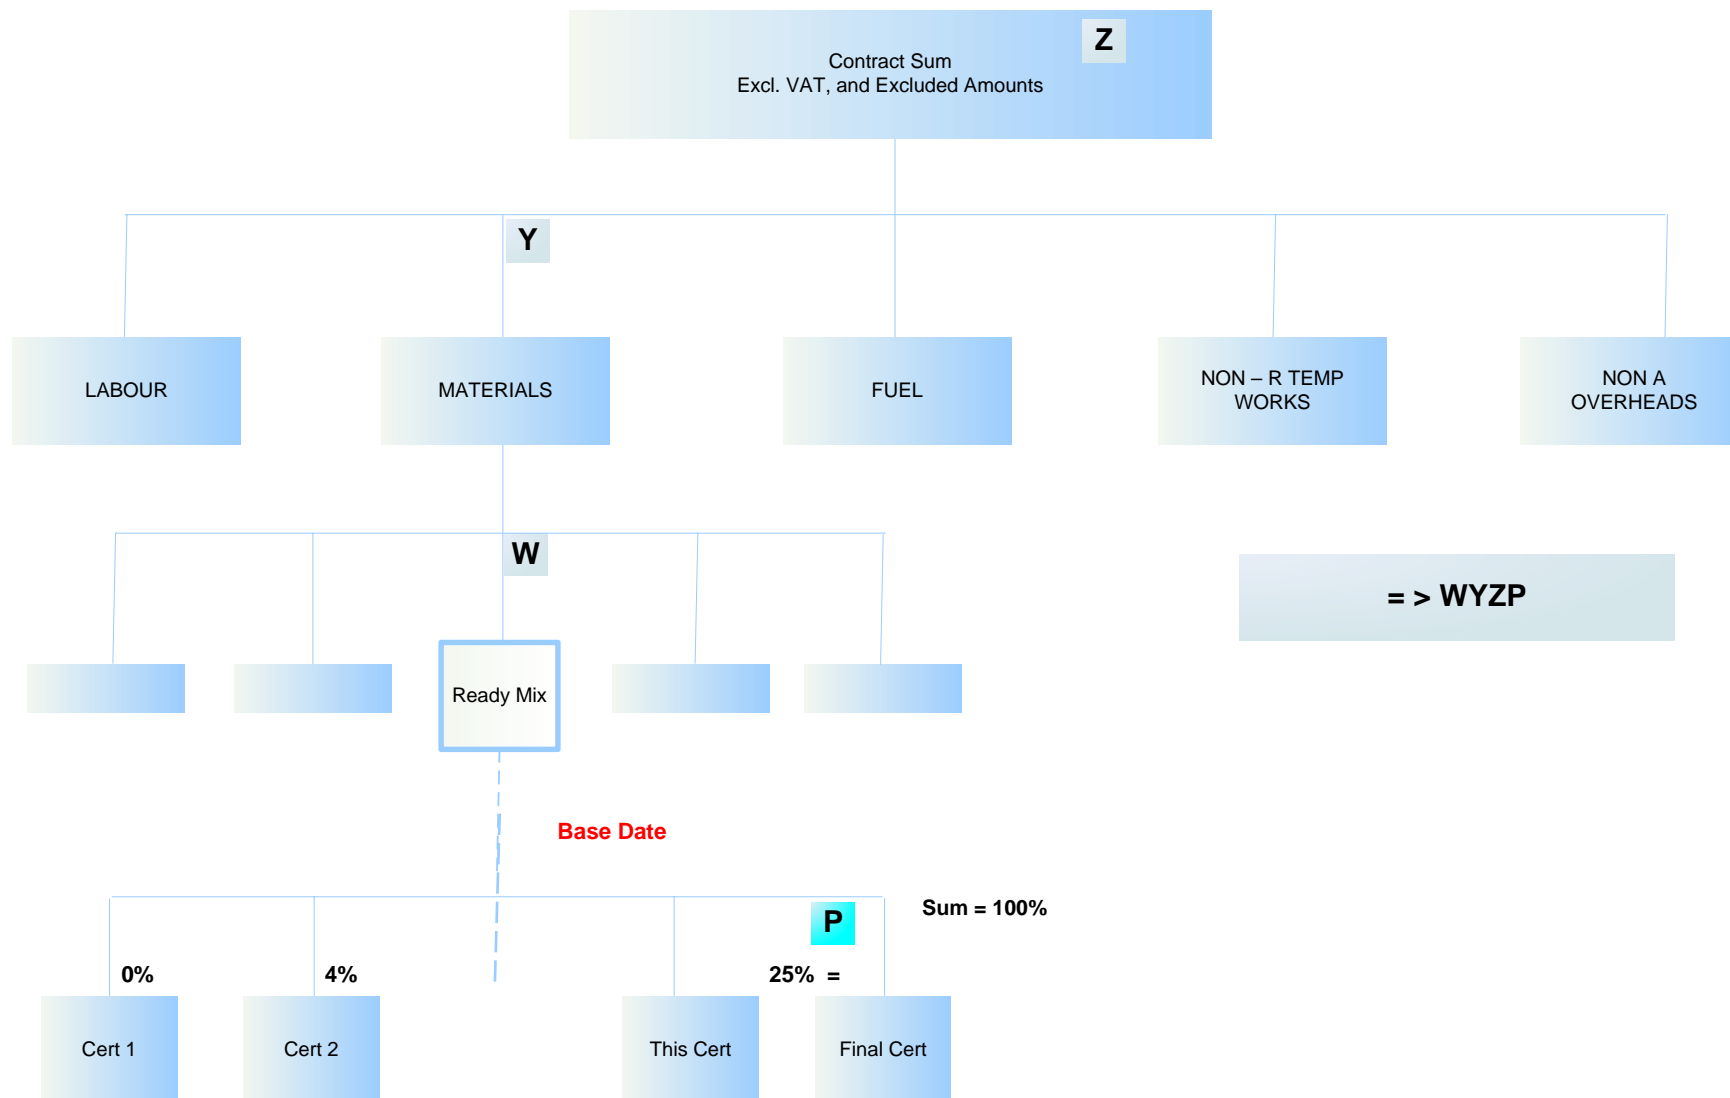 Z
Contract Sum
Excl. VAT, and Excluded Amounts
Y
LABOUR
MATERIALS
FUEL
NON – R TEMP
WORKS
NON A
OVERHEADS
W
= > WYZP
Ready Mix
Base Date
P
Sum = 100%
0%
4%
25% =
Cert 1
Cert 2
This Cert
Final Cert